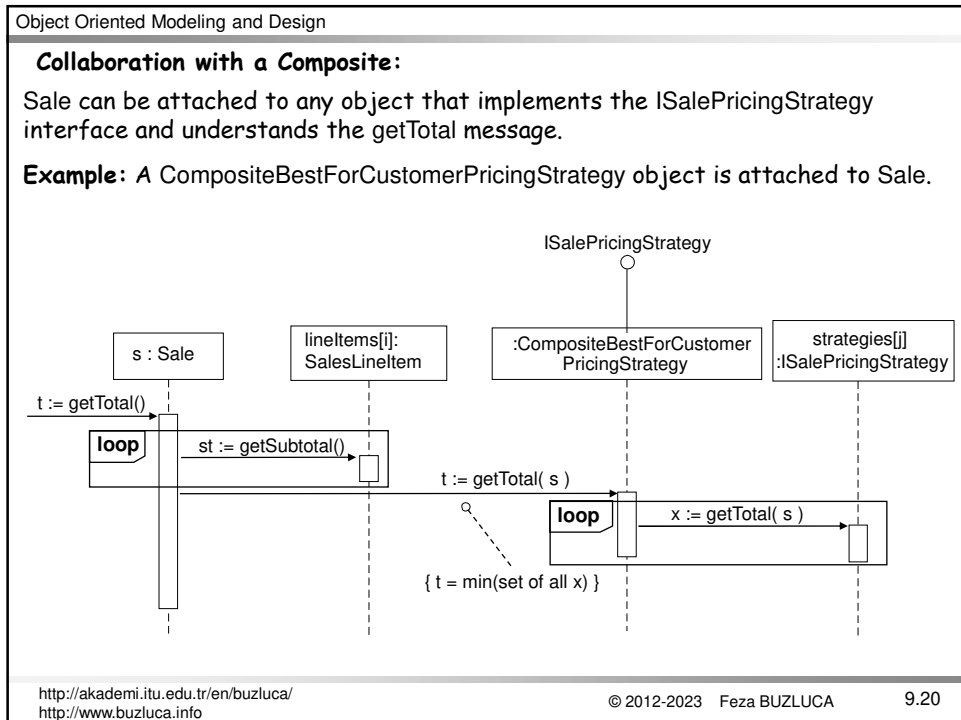 Object Oriented Modeling and Design
Collaboration with a Composite:
Sale can be attached to any object that implements the ISalePricingStrategy
interface and understands the getTotal message.
Example: A CompositeBestForCustomerPricingStrategy object is attached to Sale.
ISalePricingStrategy
s : Sale
lineItems[i]:
SalesLineItem
:CompositeBestForCustomer
PricingStrategy
strategies[j]
:ISalePricingStrategy
t := getTotal()
loop
st := getSubtotal()
t := getTotal( s )
loop
x := getTotal( s )
{ t = min(set of all x) }
http://akademi.itu.edu.tr/en/buzluca/
http://www.buzluca.info
© 2012-2023 Feza BUZLUCA
9.20